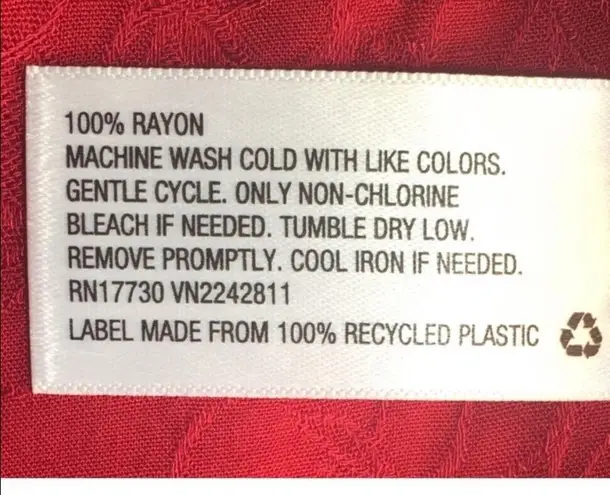 100% RAYON
MACHINE WASH COLD WITH LIKE COLORS.
GENTLE CYCLE. ONLY NON-CHLORINE
BLEACH IF NEEDED. TUMBLE DRY LOW.
REMOVE PROMPTLY. COOL IRON IF NEEDED.
RN17730 VN2242811
LABEL MADE FROM 100% RECYCLED PLASTIC